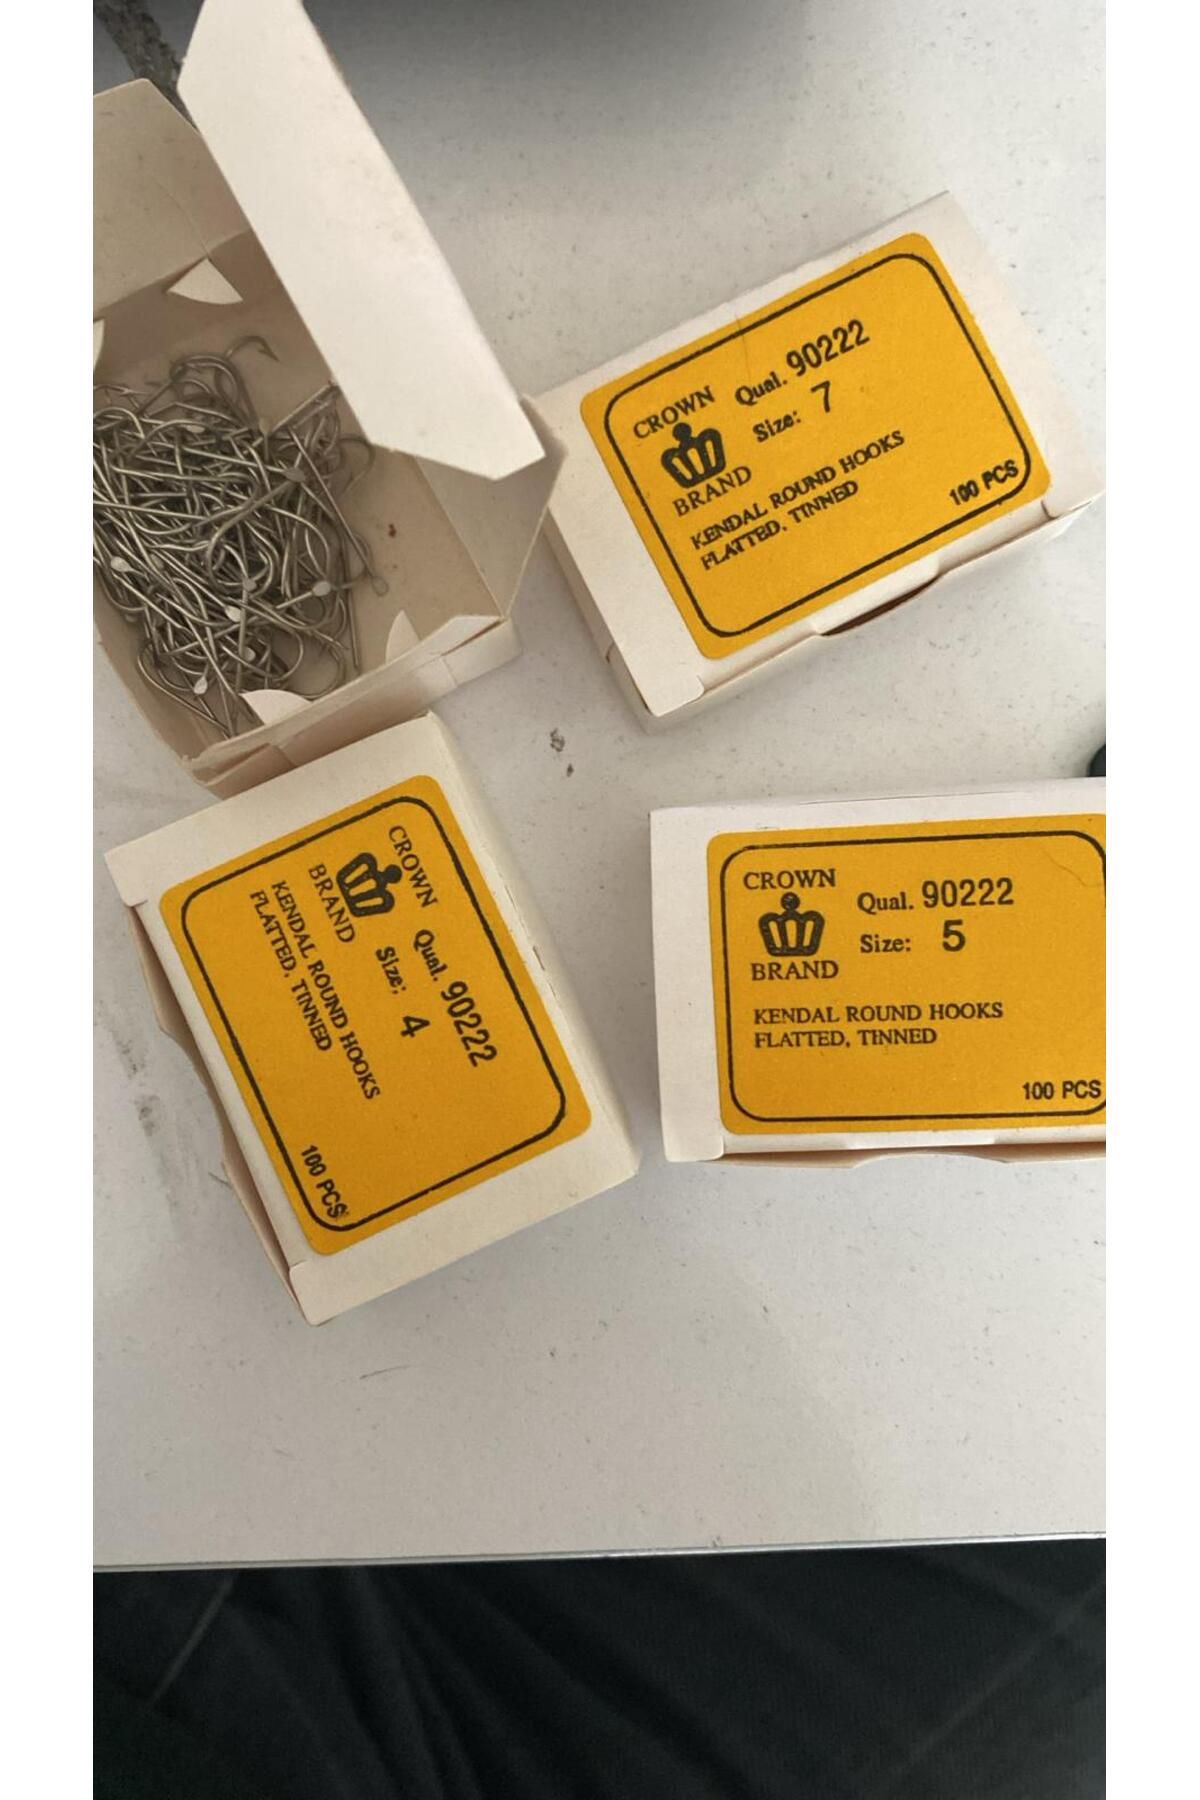 CROWN
BRAND
Qual. 90222
Size: 7
KENDAL ROUND HOOKS
FLATTED, TINNED
100 PCS
CROWN
BRAND
Qual. 90222
Size: 4
KENDAL ROUND HOOKS
FLATTED, TINNED
100 PCS
CROWN
BRAND
Qual. 90222
Size: 5
KENDAL ROUND HOOKS
FLATTED, TINNED
100 PCS